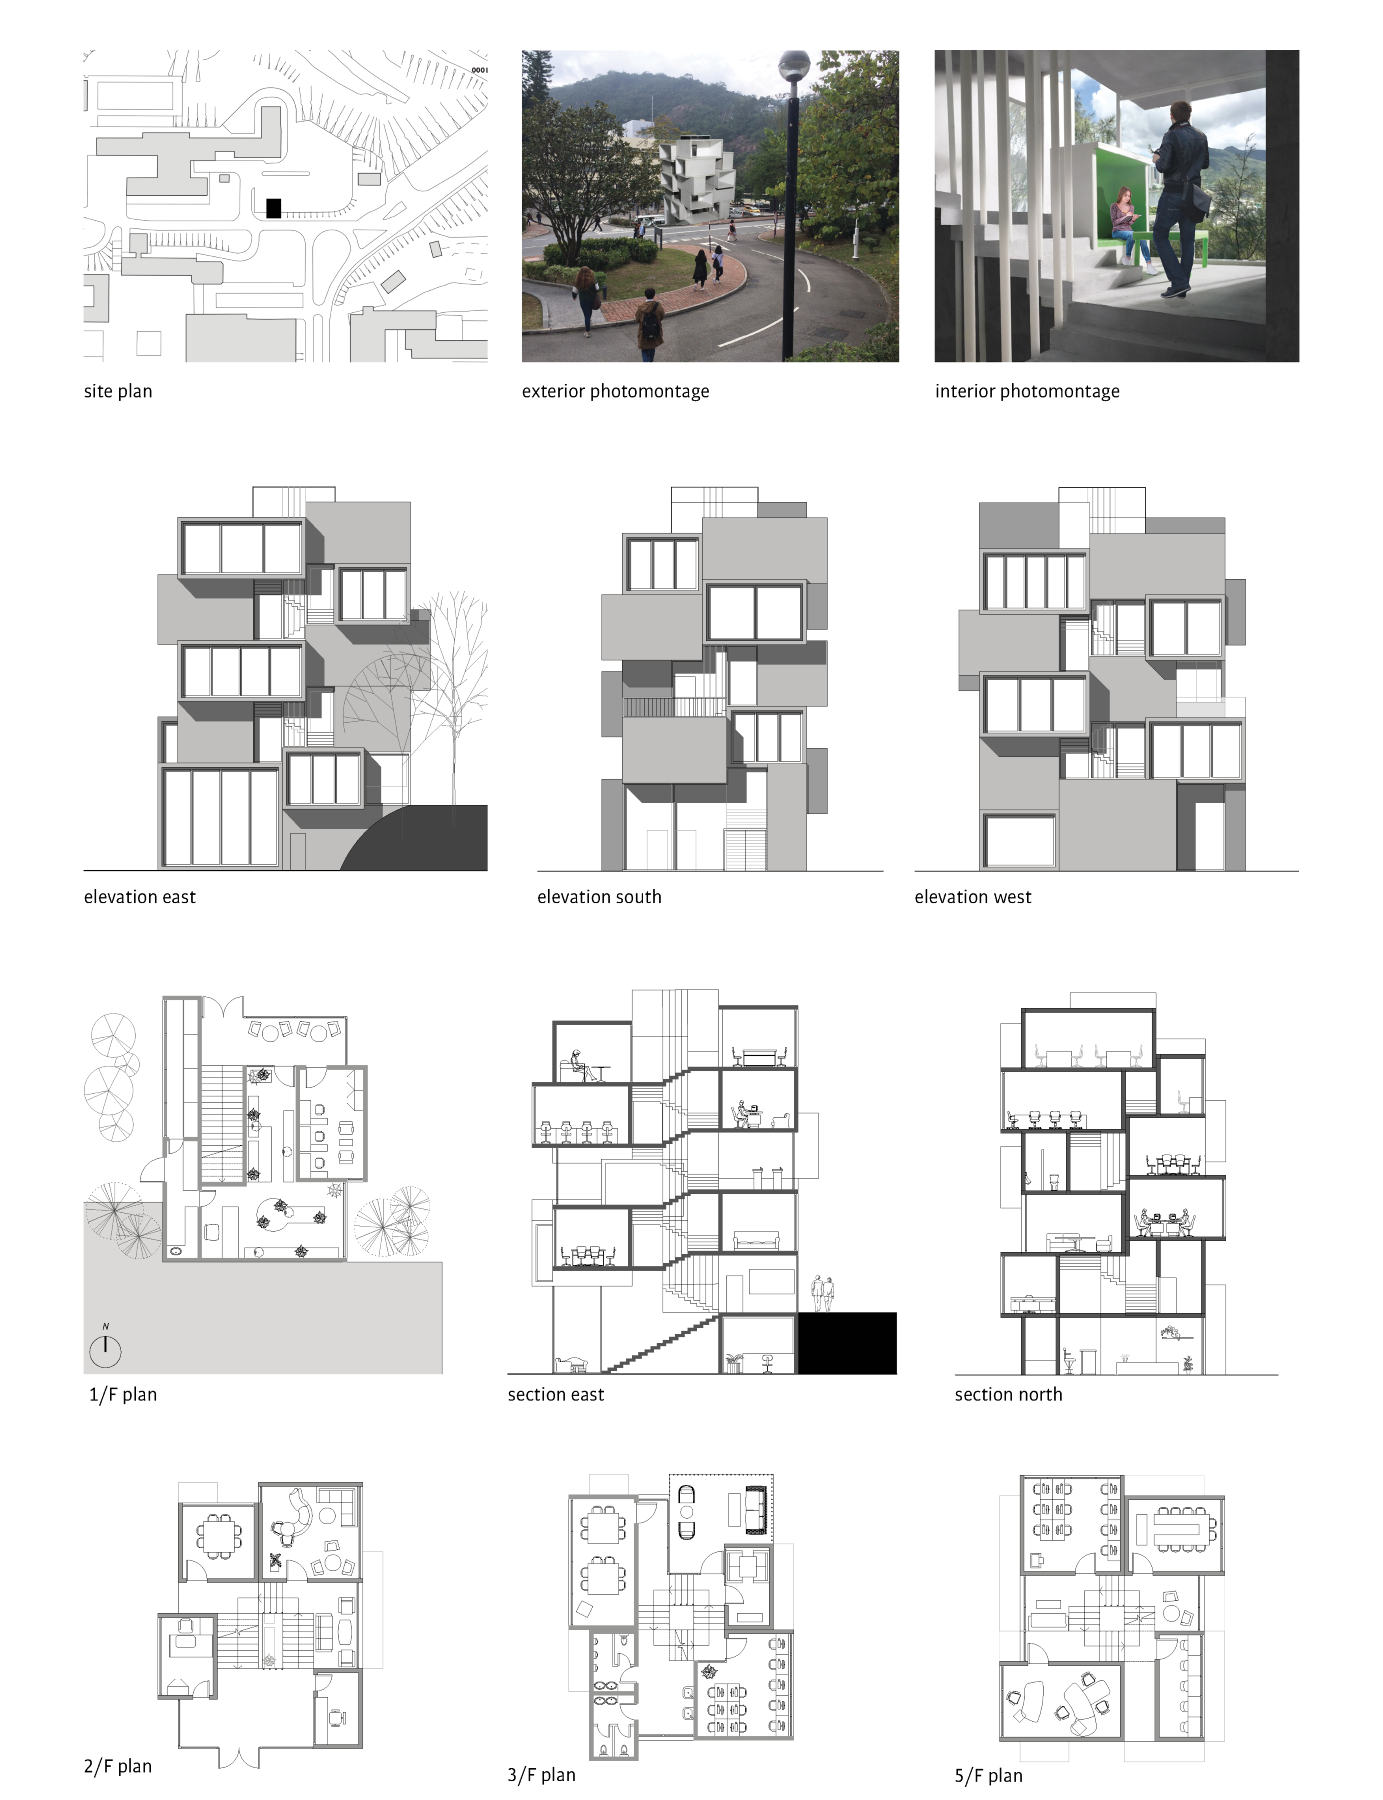 0001
site plan
exterior photomontage
interior photomontage
elevation east
elevation south
elevation west
N
1/F plan
section east
section north
2/F plan
3/F plan
5/F plan